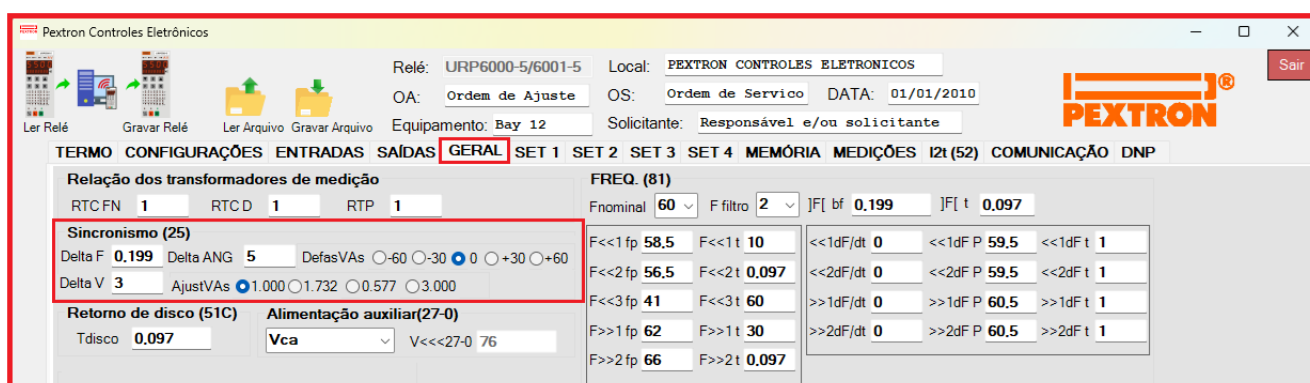 Pextron Controles Eletrônicos
Relé: URP6000-5/6001-5 Local: PEXTRON CONTROLES ELETRONICOS Sair
OA: Ordem de Ajuste OS: Ordem de Servico DATA: 01/01/2010
Ler Relé Gravar Relé Ler Arquivo Gravar Arquivo Equipamento: Bay 12 Solicitante: Responsável e/ou solicitante PEXTRON ®
TERMO CONFIGURAÇÕES ENTRADAS SAÍDAS GERAL SET 1 SET 2 SET 3 SET 4 MEMÓRIA MEDIÇÕES I2t (52) COMUNICAÇÃO DNP
Relação dos transformadores de medição
RTC FN 1 RTC D 1 RTP 1
Sincronismo (25)
Delta F 0,199 Delta ANG 5 DefasVAs -60 -30 0 +30 +60
Delta V 3 AjustVAs 1.000 1.732 0.577 3.000
Retorno de disco (51C) Alimentação auxiliar(27-0)
Tdisco 0,097 Vca V<<<27-0 76
FREQ. (81)
Fnominal 60 F filtro 2 ]F[ bf 0,199 ]F[ t 0,097
F<<1 fp 58,5 F<<1 t 10 <<1dF/dt 0 <<1dF P 59,5 <<1dF t 1
F<<2 fp 56,5 F<<2 t 0,097 <<2dF/dt 0 <<2dF P 59,5 <<2dF t 1
F<<3 fp 41 F<<3 t 60 >>1dF/dt 0 >>1dF P 60,5 >>1dF t 1
F>>1 fp 62 F>>1 t 30 >>2dF/dt 0 >>2dF P 60,5 >>2dF t 1
F>>2 fp 66 F>>2 t 0,097